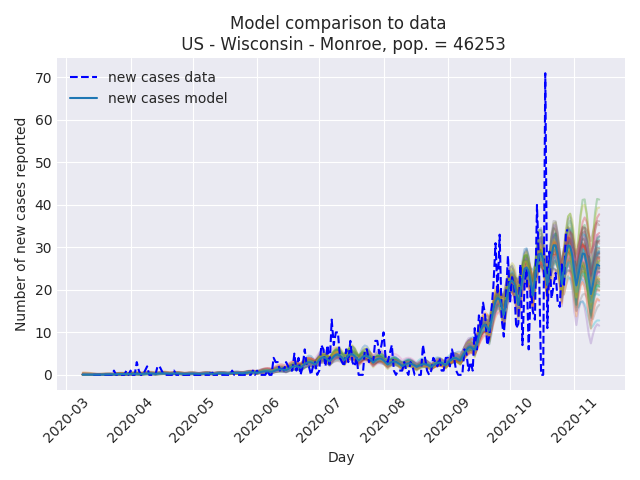 Model comparison to data
US - Wisconsin - Monroe, pop. = 46253
new cases data
new cases model
Number of new cases reported
70
60
50
40
30
20
10
0
2020-03
2020-04
2020-05
2020-06
2020-07
2020-08
2020-09
2020-10
2020-11
Day